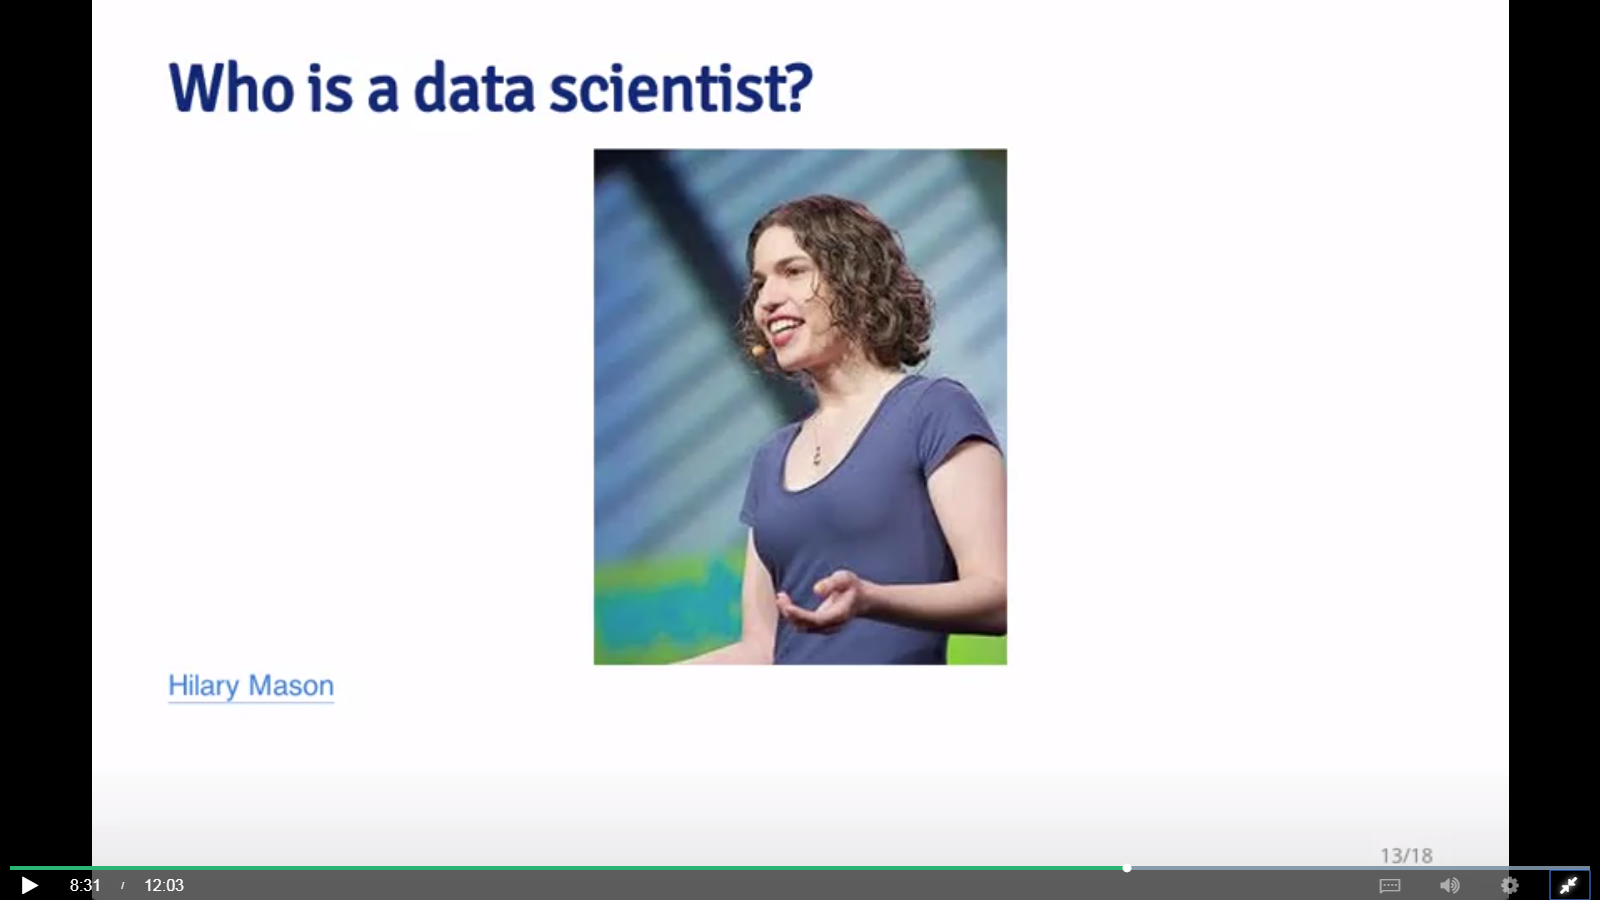 Who is a data scientist?
Hilary Mason
13/18
8:31 / 12:03